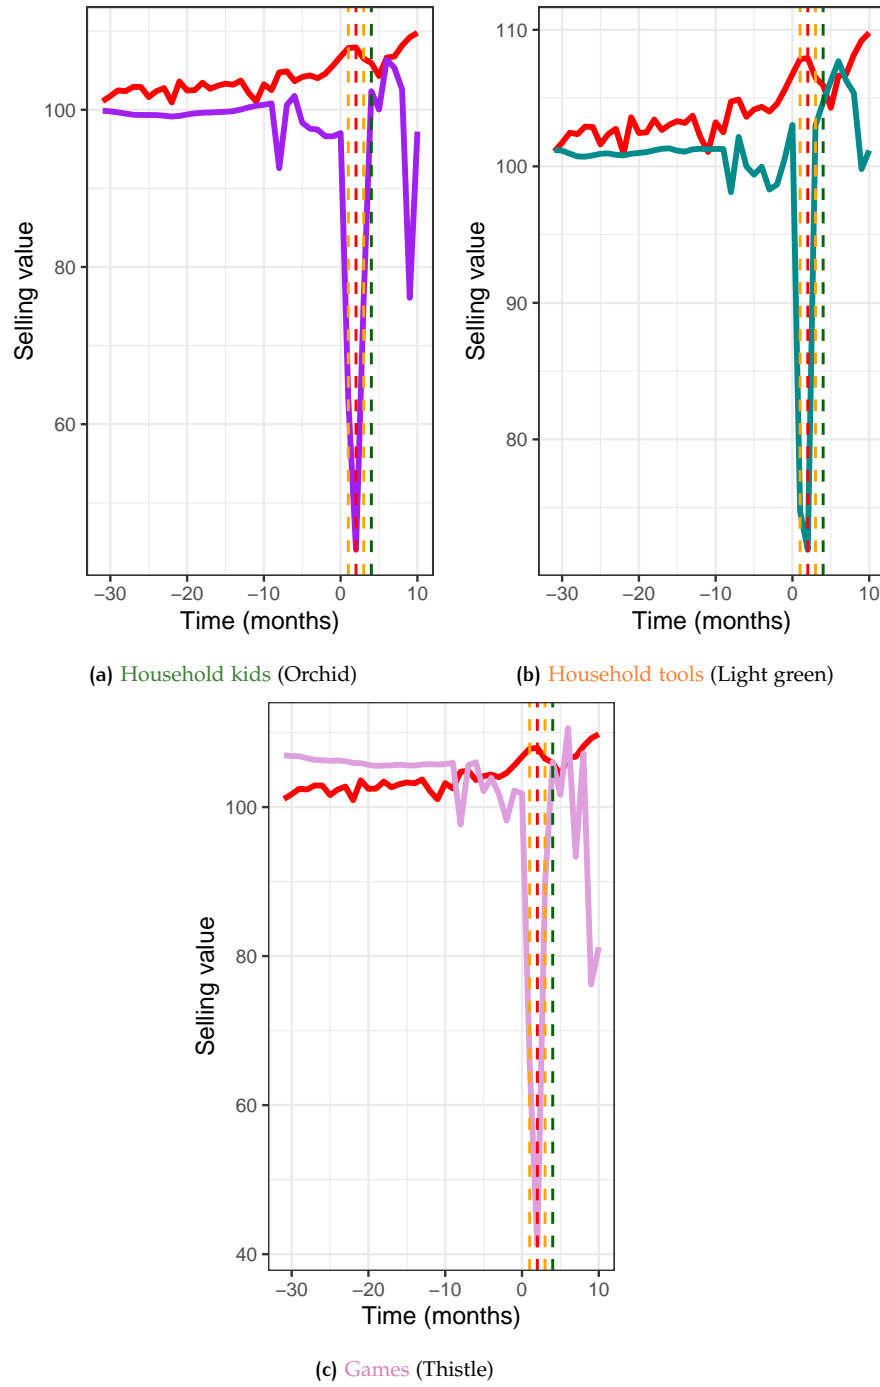 100
80
60
Selling value
−30
−20
−10
0
10
Time (months)
(a) Household kids (Orchid)
110
100
90
80
Selling value
−30
−20
−10
0
10
Time (months)
(b) Household tools (Light green)
100
80
60
40
Selling value
−30
−20
−10
0
10
Time (months)
(c) Games (Thistle)